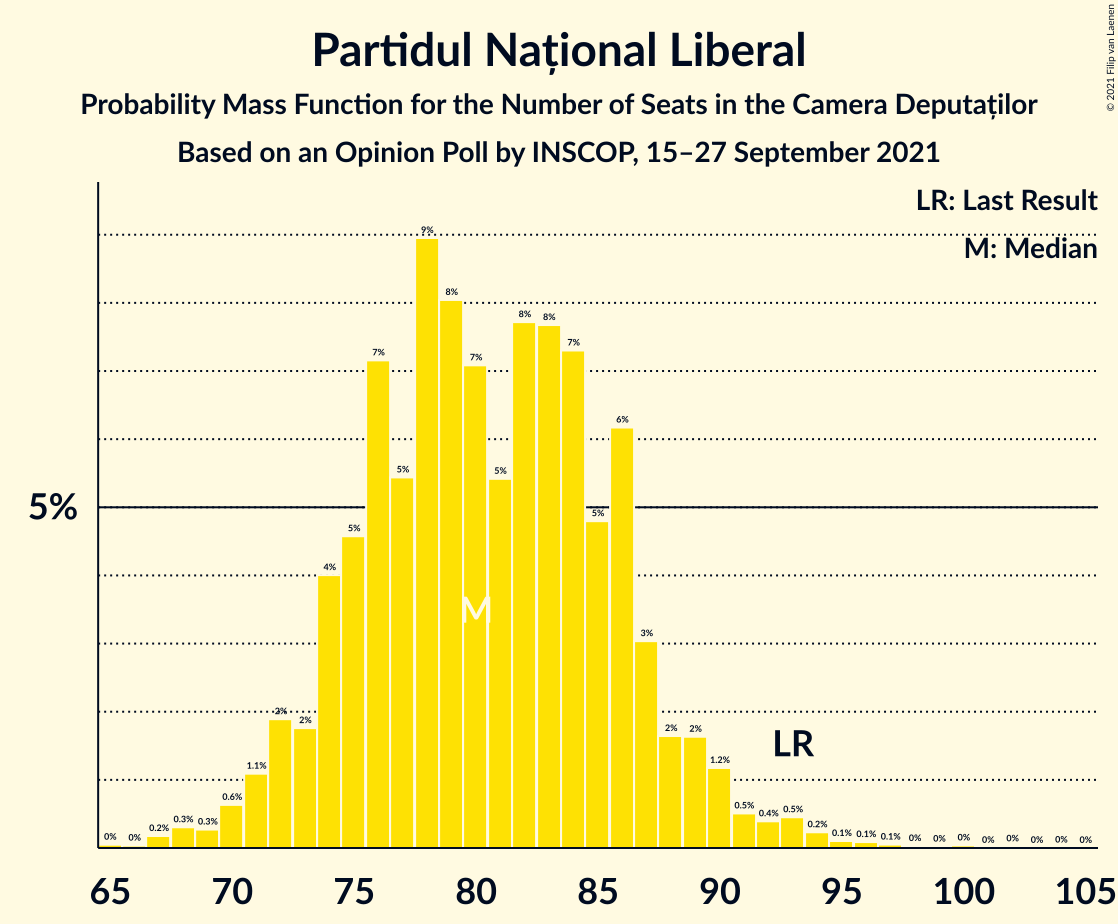 Partidul Național Liberal
Probability Mass Function for the Number of Seats in the Camera Deputaților
Based on an Opinion Poll by INSCOP, 15–27 September 2021
© 2021 Filip van Laenen
LR: Last Result
M: Median
5%
0% 0% 0.2% 0.3% 0.3% 0.6% 1.1% 2% 2% 4% 5% 7% 5% 9% 8% 7% 5% 8% 8% 7% 5% 6% 3% 2% 2% 1.2% 0.5% 0.4% 0.5% 0.2% 0.1% 0.1% 0.1% 0% 0% 0% 0% 0% 0% 0% 0%
M
LR
65 70 75 80 85 90 95 100 105